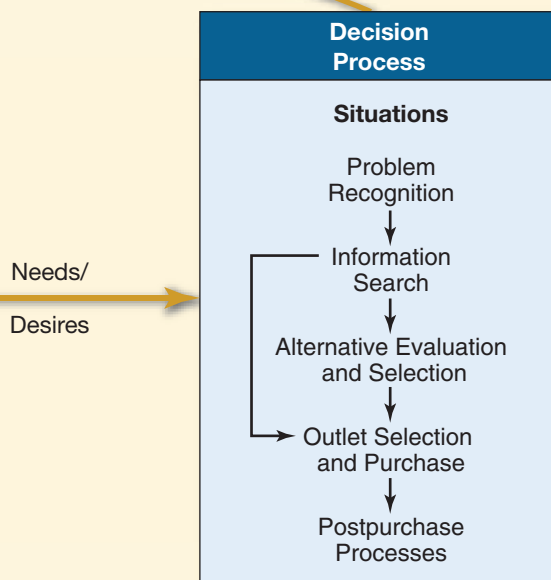 Decision
Process
Situations
Problem
Recognition
Information
Search
Alternative Evaluation
and Selection
Outlet Selection
and Purchase
Postpurchase
Processes
Needs/
Desires